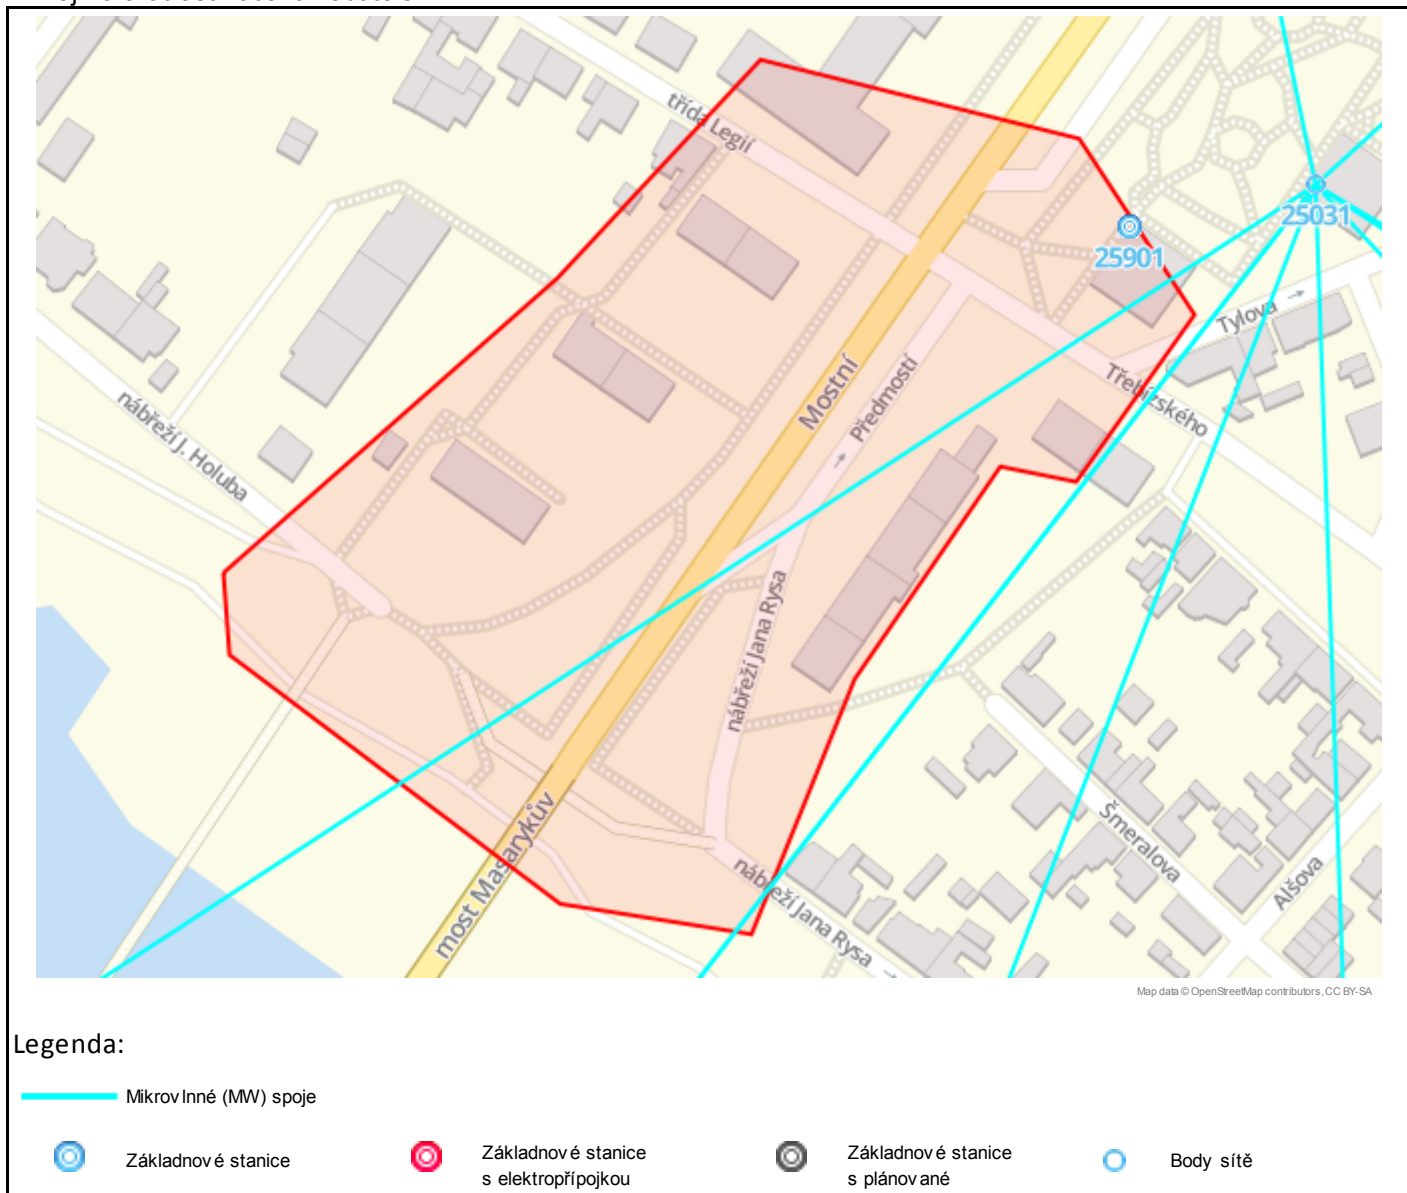 třída Legií
25031
25901
Tylova
Mostní
Předmostí
Třebízského
nábřeží J. Holuba
nábřeží Jana Rysa
most Masarykův
nábřeží Jana Rysa
Šmeralova
Alšova
Map data © OpenStreetMap contributors, CC BY-SA
Legenda:
Mikrovlnné (MW) spoje
Základnové stanice
Základnové stanice
s elektropřípojkou
Základnové stanice
s plánované
Body sítě